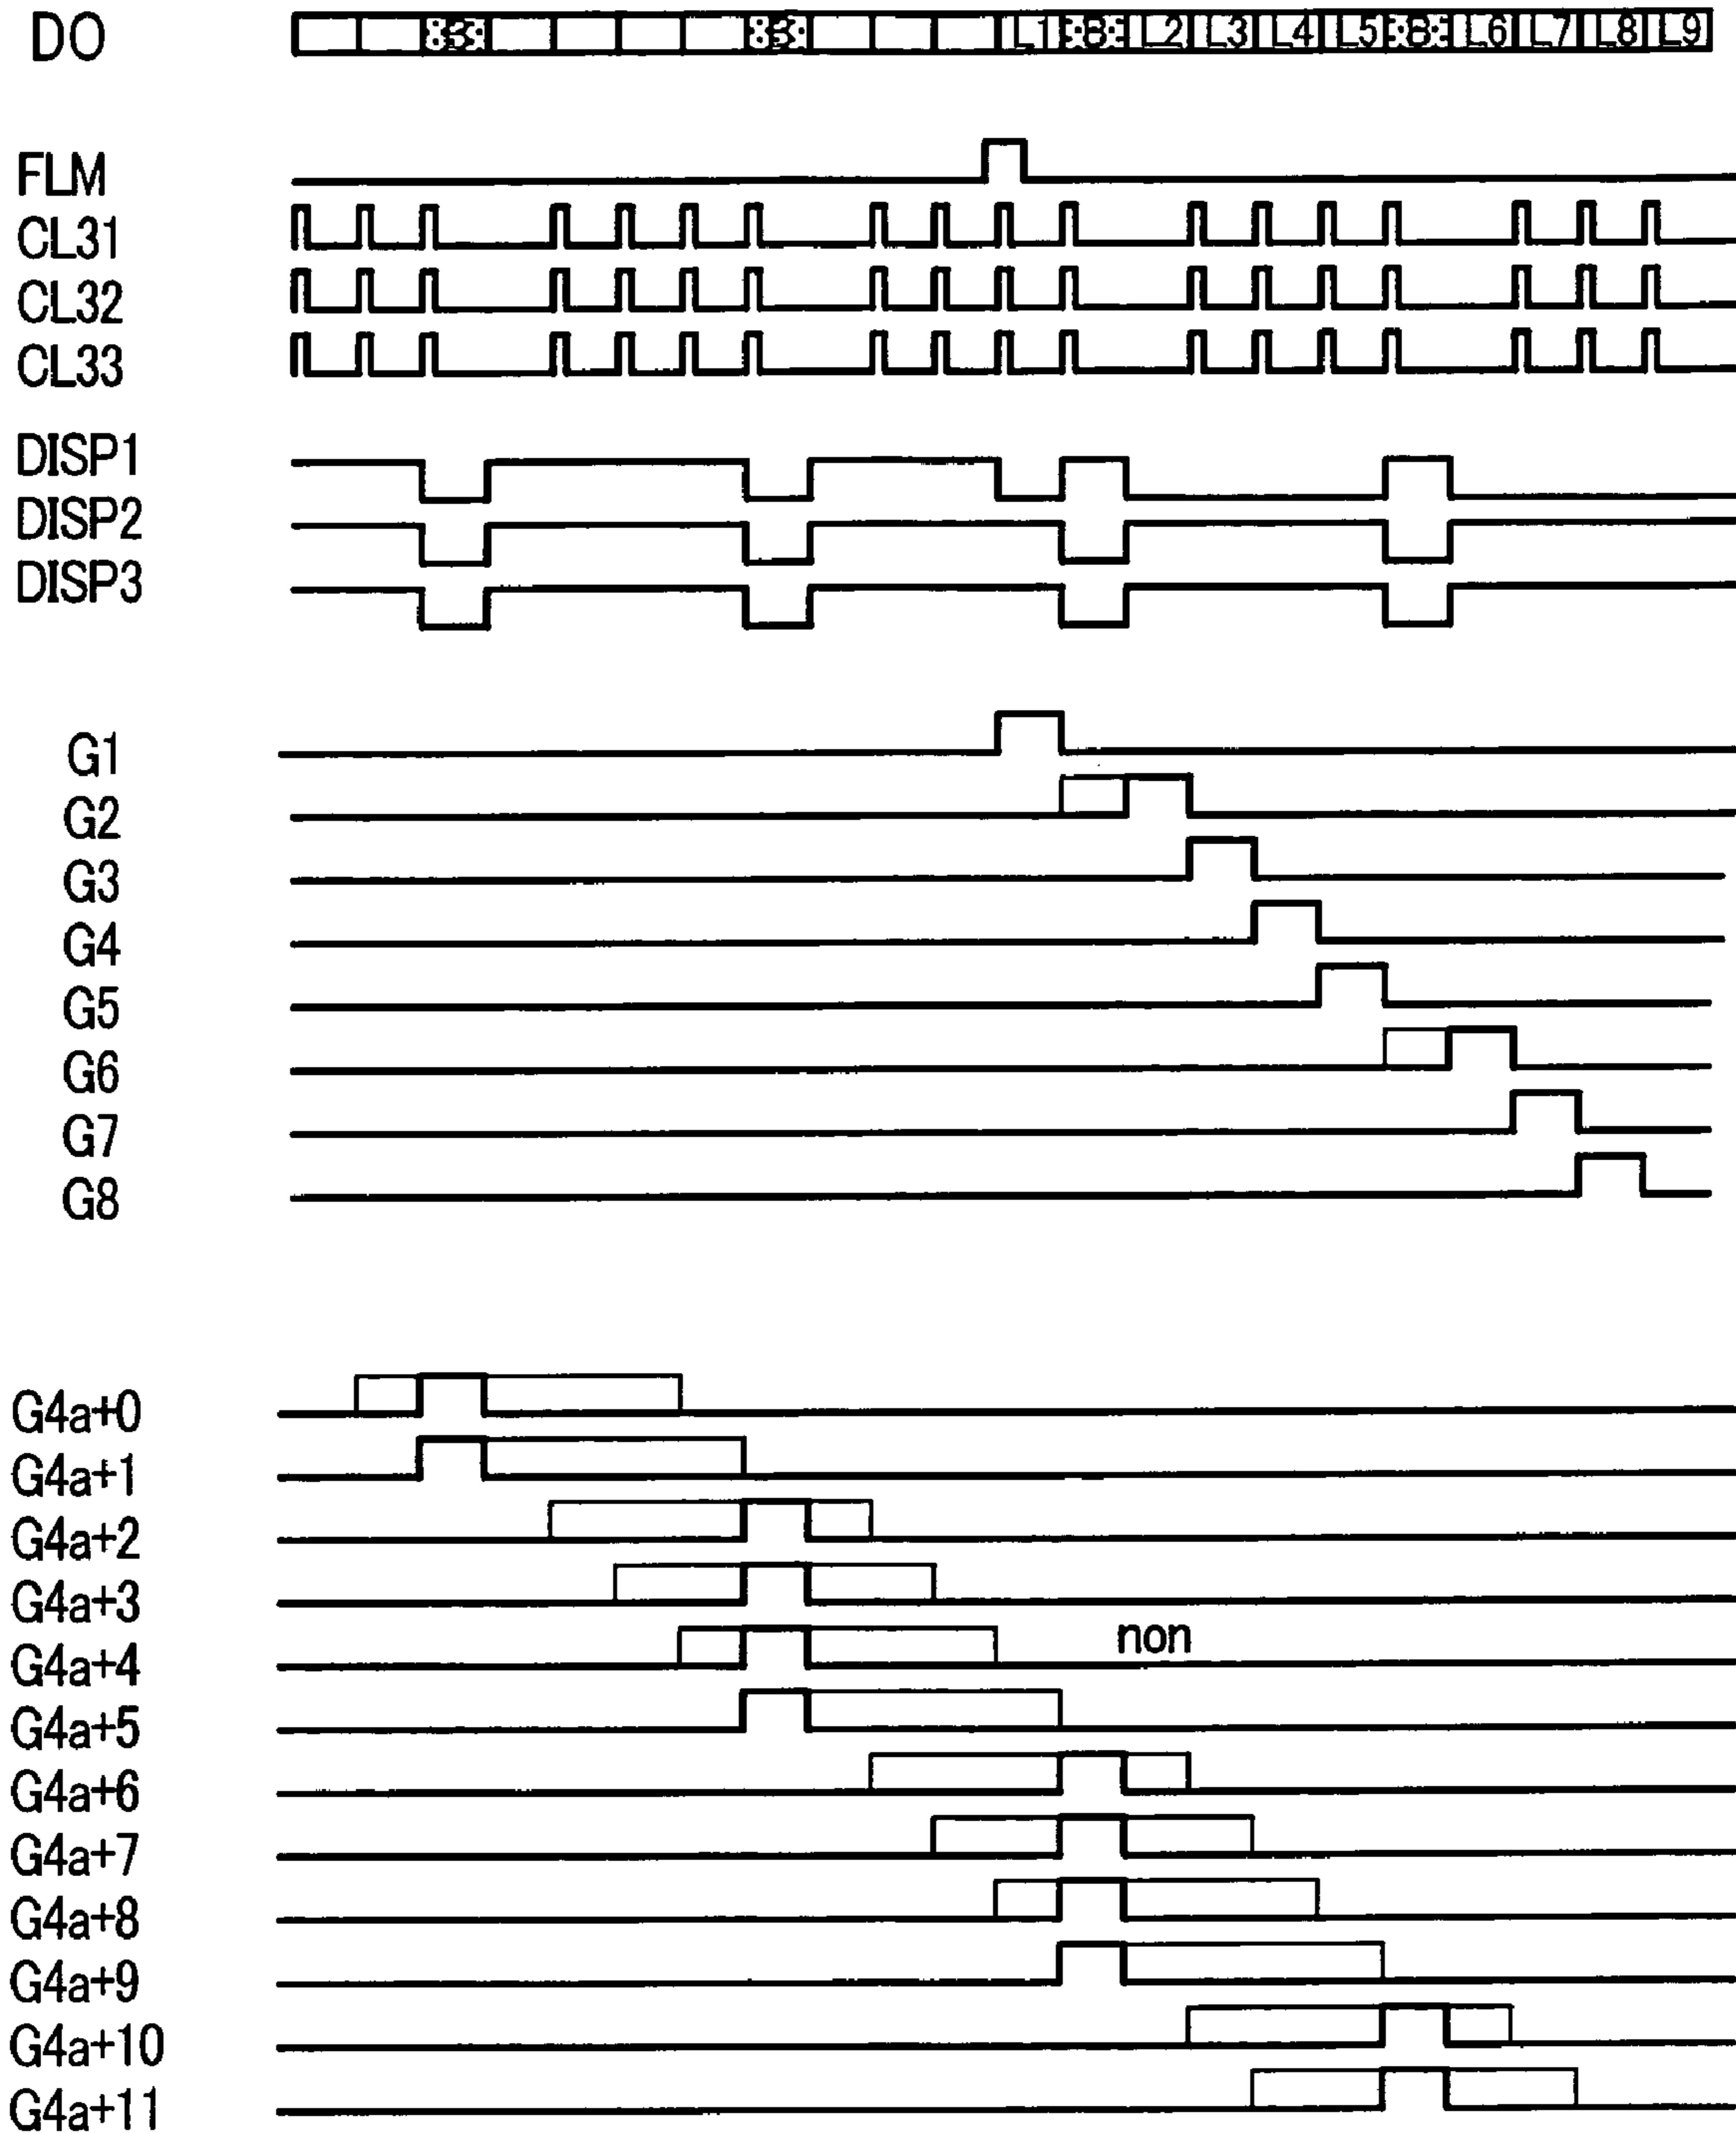 DO B B L1 B L2 L3 L4 L5 B L6 L7 L8 L9
FLM
CL31
CL32
CL33
DISP1
DISP2
DISP3
G1
G2
G3
G4
G5
G6
G7
G8
G4a+0
G4a+1
G4a+2
G4a+3
G4a+4 non
G4a+5
G4a+6
G4a+7
G4a+8
G4a+9
G4a+10
G4a+11